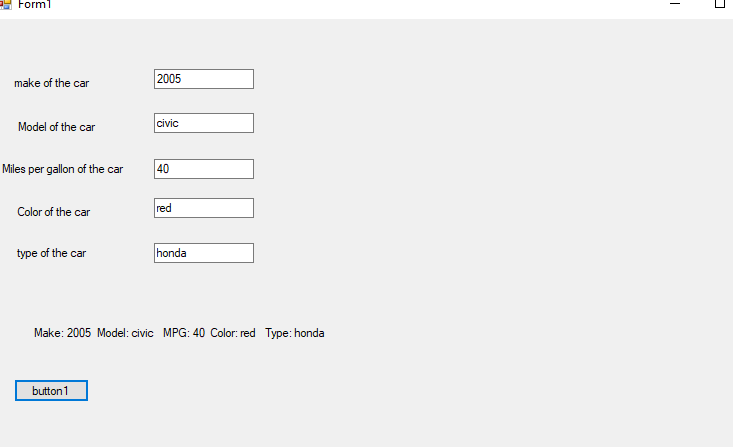 Form1
make of the car 2005
Model of the car civic
Miles per gallon of the car 40
Color of the car red
type of the car honda
Make: 2005 Model: civic MPG: 40 Color: red Type: honda
button1